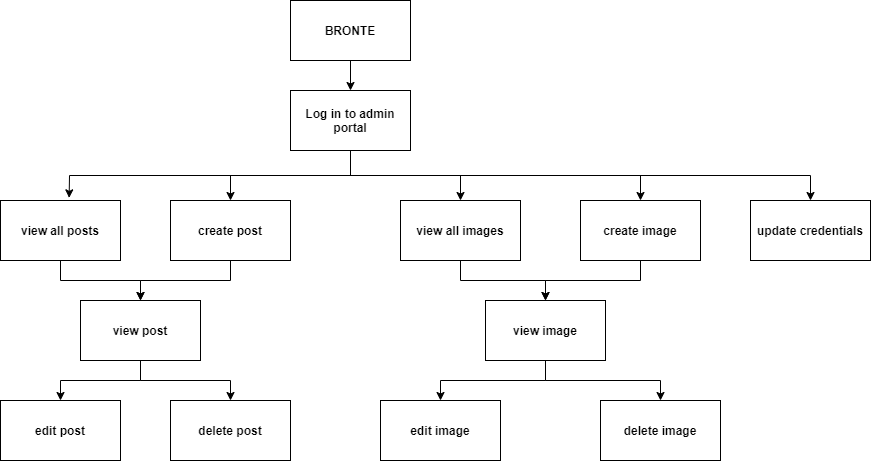 BRONTE
Log in to admin
portal
view all posts
create post
view all images
create image
update credentials
view post
view image
edit post
delete post
edit image
delete image